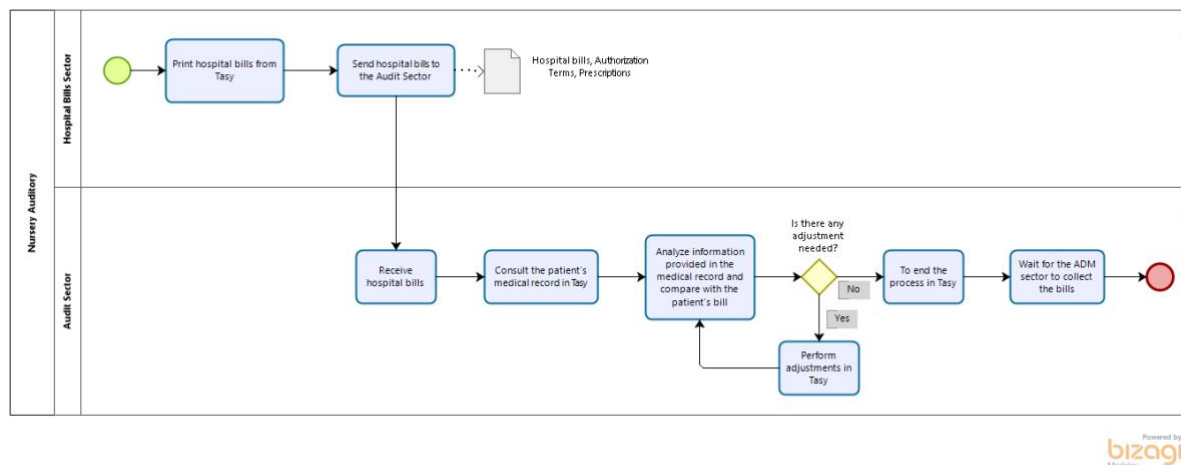 Nursery Auditory
Hospital Bills Sector
Print hospital bills from
Tasy
Send hospital bills to
the Audit Sector
Hospital bills, Authorization
Terms, Prescriptions
Audit Sector
Receive
hospital bills
Consult the patient's
medical record in Tasy
Analyze information
provided in the
medical record and
compare with the
patient's bill
Is there any
adjustment
needed?
No
Yes
Perform
adjustments in
Tasy
To end the
process in Tasy
Wait for the ADM
sector to collect
the bills
Powered by
bizagi
Modeler